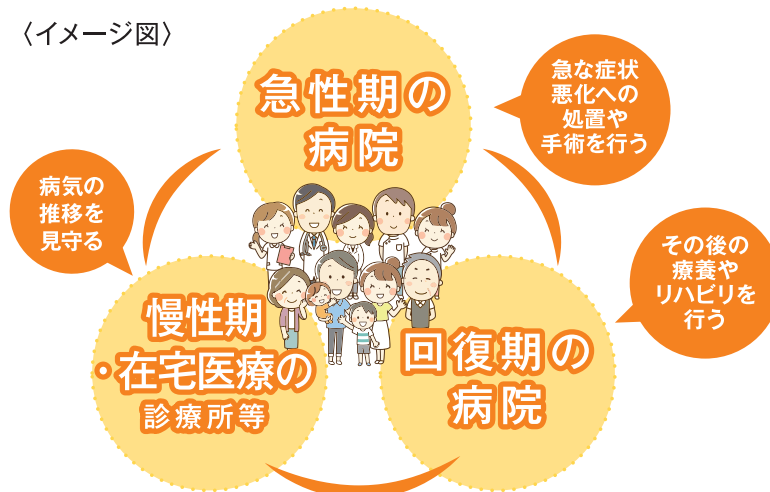 〈イメージ図〉
急性期の
病院
急な症状
悪化への
処置や
手術を行う
病気の
推移を
見守る
慢性期
・在宅医療の
診療所等
回復期の
病院
その後の
療養や
リハビリを
行う